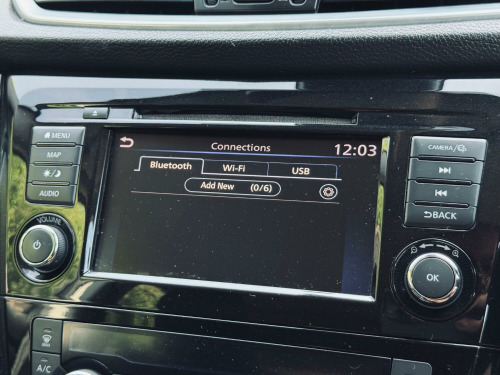 MENU
MAP
AUDIO
VOLUME
Connections
12:03
Bluetooth
Wi-Fi
USB
Add New (0/6)
CAMERA/
BACK
OK
A/C